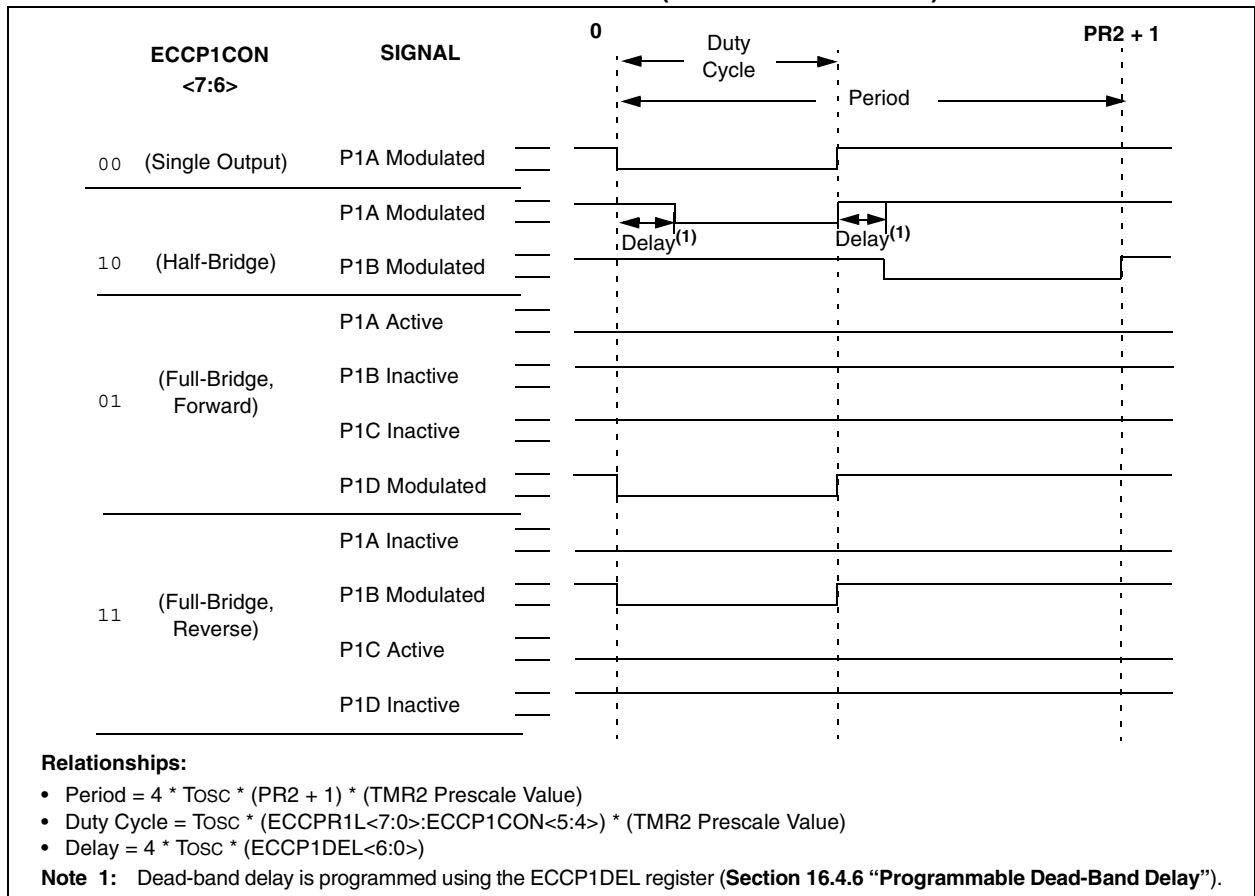 0 Duty Cycle PR2 + 1
ECCP1CON <7:6> SIGNAL
Period
00 (Single Output) P1A Modulated
P1A Modulated
Delay(1) Delay(1)
10 (Half-Bridge) P1B Modulated
P1A Active
P1B Inactive
01 (Full-Bridge, Forward)
P1C Inactive
P1D Modulated
P1A Inactive
P1B Modulated
11 (Full-Bridge, Reverse)
P1C Active
P1D Inactive
Relationships:
• Period = 4 * TOSC * (PR2 + 1) * (TMR2 Prescale Value)
• Duty Cycle = TOSC * (ECCPR1L<7:0>:ECCP1CON<5:4>) * (TMR2 Prescale Value)
• Delay = 4 * TOSC * (ECCP1DEL<6:0>)
Note 1: Dead-band delay is programmed using the ECCP1DEL register (Section 16.4.6 “Programmable Dead-Band Delay”).